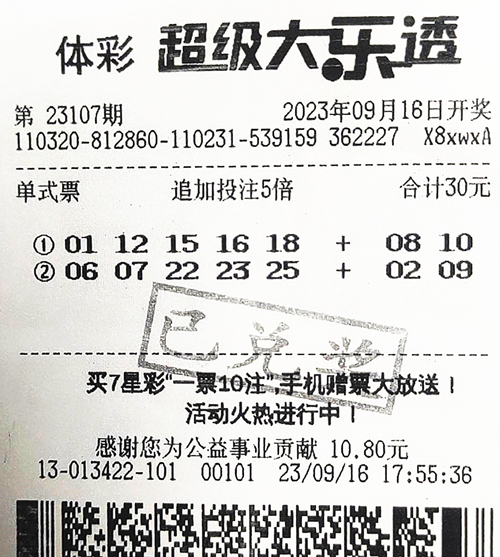 体彩 超级大乐透
第 23107期 2023年09月16日开奖
110320-812860-110231-539159 362227 X8xwxA
单式票 追加投注5倍 合计30元
① 01 12 15 16 18 + 08 10
② 06 07 22 23 25 + 02 09
已兑奖
买7星彩“一票10注”,手机赠票大放送！
活动火热进行中！
感谢您为公益事业贡献 10.80元
13-013422-101 00101 23/09/16 17:55:36